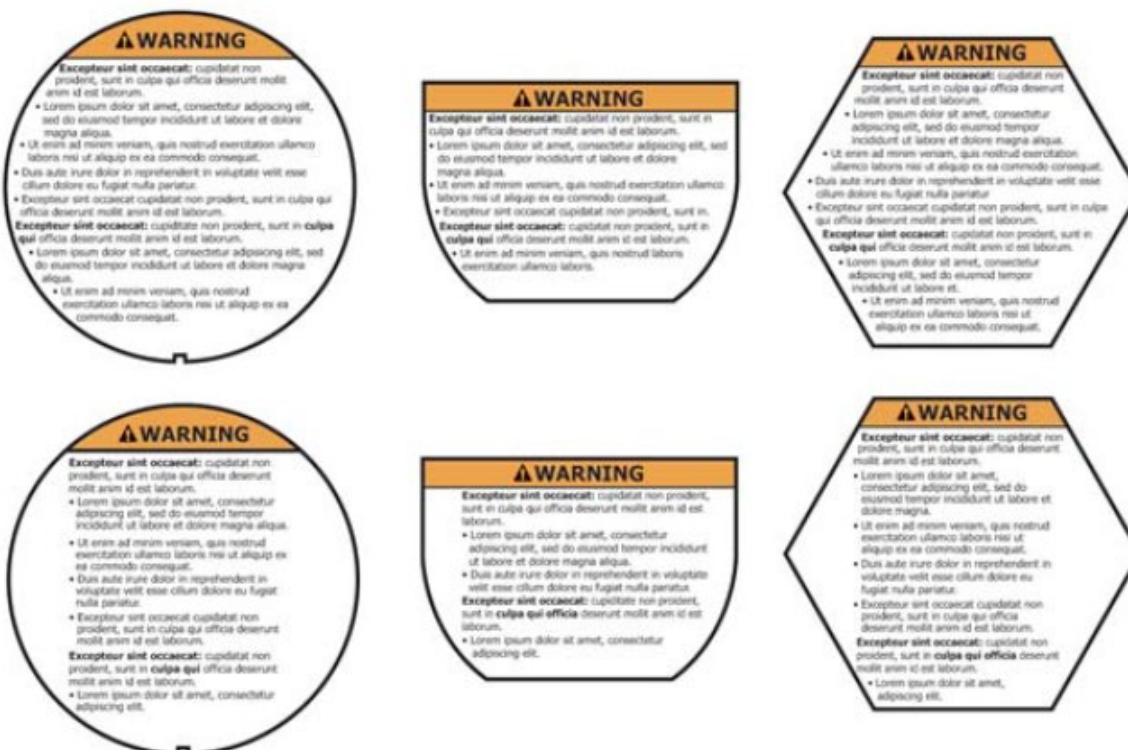 ⚠WARNING
Excepteur sint occaecat: cupidatat non
proident, sunt in culpa qui officia deserunt mollit
anim id est laborum.
• Lorem ipsum dolor sit amet, consectetur adipiscing elit,
sed do eiusmod tempor incididunt ut labore et dolore
magna aliqua.
• Ut enim ad minim veniam, quis nostrud exercitation ullamco
laboris nisi ut aliquip ex ea commodo consequat.
• Duis aute irure dolor in reprehenderit in voluptate velit esse
cillum dolore eu fugiat nulla pariatur.
• Excepteur sint occaecat cupidatat non proident, sunt in culpa qui
officia deserunt mollit anim id est laborum.
Excepteur sint occaecat: cupiditate non proident, sunt in culpa
qui officia deserunt mollit anim id est laborum.
• Lorem ipsum dolor sit amet, consectetur adipiscing elit, sed
do eiusmod tempor incididunt ut labore et dolore magna
aliqua.
• Ut enim ad minim veniam, quis nostrud
exercitation ullamco laboris nisi ut aliquip ex ea
commodo consequat.
⚠WARNING
Excepteur sint occaecat: cupidatat non proident, sunt in
culpa qui officia deserunt mollit anim id est laborum.
• Lorem ipsum dolor sit amet, consectetur adipiscing elit, sed
do eiusmod tempor incididunt ut labore et dolore
magna aliqua.
• Ut enim ad minim veniam, quis nostrud exercitation ullamco
laboris nisi ut aliquip ex ea commodo consequat.
• Excepteur sint occaecat cupidatat non proident, sunt in.
Excepteur sint occaecat: cupidatat non proident, sunt in
culpa qui officia deserunt mollit anim id est laborum.
• Ut enim ad minim veniam, quis nostrud laboris
exercitation ullamco laboris.
⚠WARNING
Excepteur sint occaecat: cupidatat non
proident, sunt in culpa qui officia deserunt
mollit anim id est laborum.
• Lorem ipsum dolor sit amet, consectetur
adipiscing elit, sed do eiusmod tempor
incididunt ut labore et dolore magna aliqua.
• Ut enim ad minim veniam, quis nostrud exercitation
ullamco laboris nisi ut aliquip ex ea commodo consequat.
• Duis aute irure dolor in reprehenderit in voluptate velit esse
cillum dolore eu fugiat nulla pariatur
• Excepteur sint occaecat cupidatat non proident, sunt in culpa
qui officia deserunt mollit anim id est laborum.
Excepteur sint occaecat: cupidatat non proident, sunt in
culpa qui officia deserunt mollit anim id est laborum.
• Lorem ipsum dolor sit amet, consectetur
adipiscing elit, sed do eiusmod tempor
incididunt ut labore et.
• Ut enim ad minim veniam, quis nostrud
exercitation ullamco laboris nisi ut
aliquip ex ea commodo consequat.
⚠WARNING
Excepteur sint occaecat: cupidatat non
proident, sunt in culpa qui officia deserunt
mollit anim id est laborum.
• Lorem ipsum dolor sit amet, consectetur
adipiscing elit, sed do eiusmod tempor
incididunt ut labore et dolore magna aliqua.
• Ut enim ad minim veniam, quis nostrud
exercitation ullamco laboris nisi ut aliquip ex
ea commodo consequat.
• Duis aute irure dolor in reprehenderit in
voluptate velit esse cillum dolore eu fugiat
nulla pariatur.
• Excepteur sint occaecat cupidatat non
proident, sunt in culpa qui officia deserunt
mollit anim id est laborum.
Excepteur sint occaecat: cupidatat non
proident, sunt in culpa qui officia deserunt
mollit anim id est laborum.
• Lorem ipsum dolor sit amet, consectetur
adipiscing elit.
⚠WARNING
Excepteur sint occaecat: cupidatat non proident,
sunt in culpa qui officia deserunt mollit anim id est
laborum.
• Lorem ipsum dolor sit amet, consectetur
adipiscing elit, sed do eiusmod tempor incididunt
ut labore et dolore magna aliqua.
• Duis aute irure dolor in reprehenderit in voluptate
velit esse cillum dolore eu fugiat nulla pariatur.
Excepteur sint occaecat: cupiditate non proident,
sunt in culpa qui officia deserunt mollit anim id est
laborum.
• Lorem ipsum dolor sit amet, consectetur
adipiscing elit.
⚠WARNING
Excepteur sint occaecat: cupidatat non
proident, sunt in culpa qui officia deserunt
mollit anim id est laborum.
• Lorem ipsum dolor sit amet,
consectetur adipiscing elit, sed do
eiusmod tempor incididunt ut labore et
dolore magna.
• Ut enim ad minim veniam, quis nostrud
exercitation ullamco laboris nisi ut
aliquip ex ea commodo consequat.
• Duis aute irure dolor in reprehenderit in
voluptate velit esse cillum dolore eu
fugiat nulla pariatur.
• Excepteur sint occaecat cupidatat non
proident, sunt in culpa qui officia
deserunt mollit anim id est laborum.
Excepteur sint occaecat: cupidatat non
proident, sunt in culpa qui officia deserunt
mollit anim id est laborum.
• Lorem ipsum dolor sit amet,
adipiscing elit.